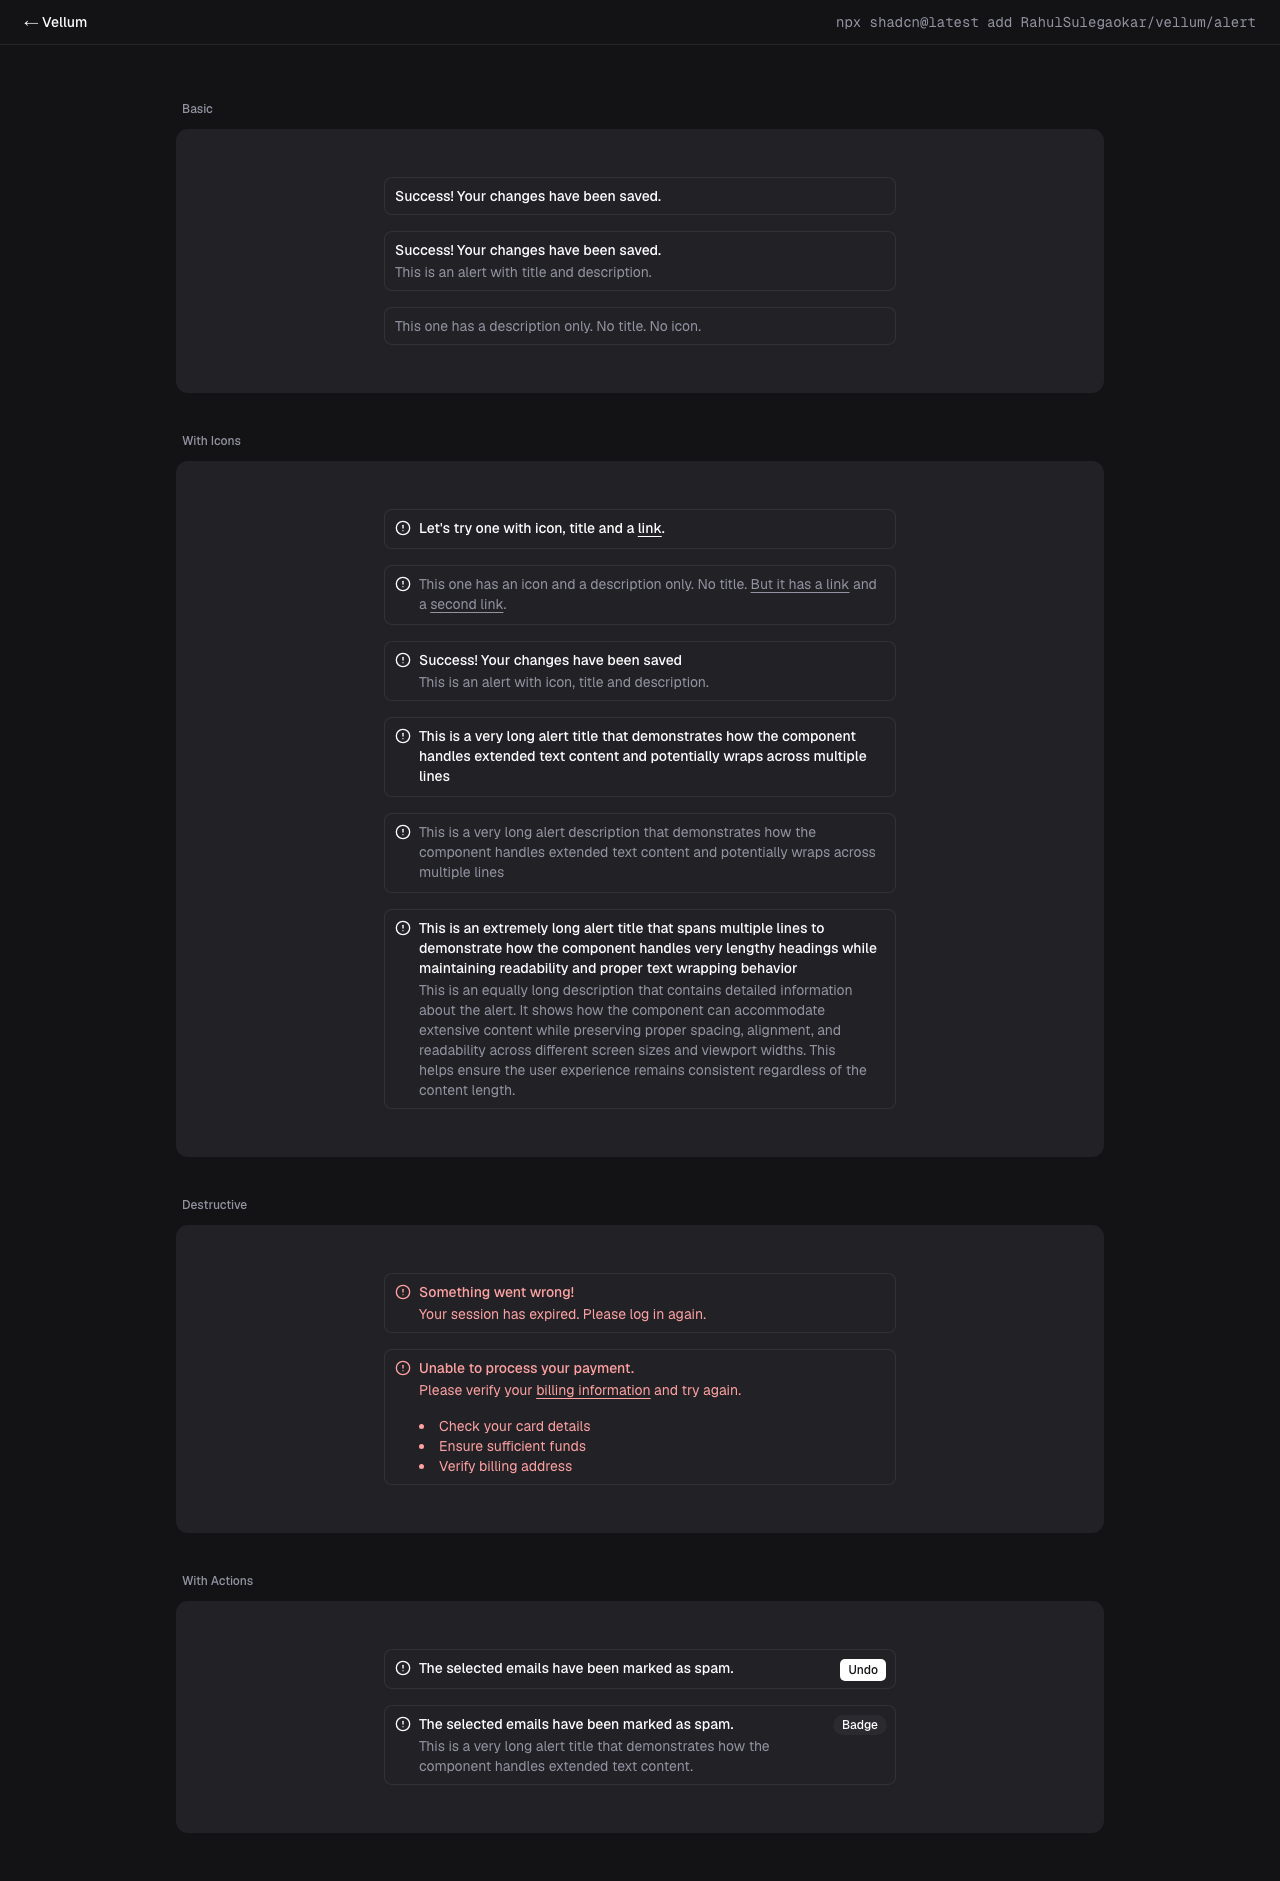 ← Vellum
npx shadcn@latest add RahulSulegaokar/vellum/alert
Basic
Success! Your changes have been saved.
Success! Your changes have been saved.
This is an alert with title and description.
This one has a description only. No title. No icon.
With Icons
Let's try one with icon, title and a link.
This one has an icon and a description only. No title. But it has a link and
a second link.
Success! Your changes have been saved
This is an alert with icon, title and description.
This is a very long alert title that demonstrates how the component
handles extended text content and potentially wraps across multiple
lines
This is a very long alert description that demonstrates how the
component handles extended text content and potentially wraps across
multiple lines
This is an extremely long alert title that spans multiple lines to
demonstrate how the component handles very lengthy headings while
maintaining readability and proper text wrapping behavior
This is an equally long description that contains detailed information
about the alert. It shows how the component can accommodate
extensive content while preserving proper spacing, alignment, and
readability across different screen sizes and viewport widths. This
helps ensure the user experience remains consistent regardless of the
content length.
Destructive
Something went wrong!
Your session has expired. Please log in again.
Unable to process your payment.
Please verify your billing information and try again.
• Check your card details
• Ensure sufficient funds
• Verify billing address
With Actions
The selected emails have been marked as spam.
Undo
The selected emails have been marked as spam.
Badge
This is a very long alert title that demonstrates how the
component handles extended text content.